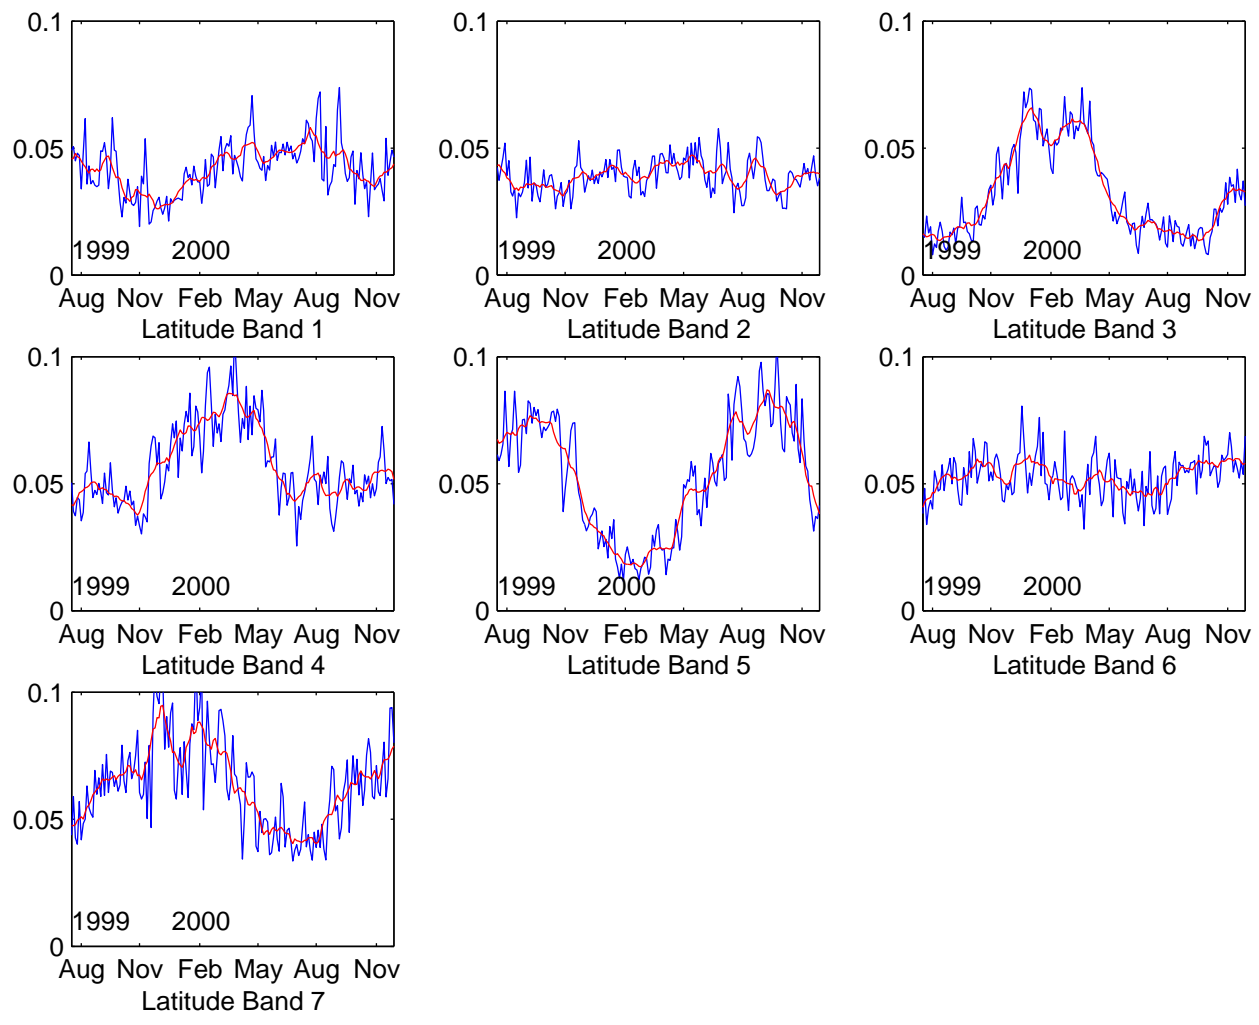 0.1
0.05
0
1999 2000
Aug Nov Feb May Aug Nov
Latitude Band 1
0.1
0.05
0
1999 2000
Aug Nov Feb May Aug Nov
Latitude Band 2
0.1
0.05
0
1999 2000
Aug Nov Feb May Aug Nov
Latitude Band 3
0.1
0.05
0
1999 2000
Aug Nov Feb May Aug Nov
Latitude Band 4
0.1
0.05
0
1999 2000
Aug Nov Feb May Aug Nov
Latitude Band 5
0.1
0.05
0
1999 2000
Aug Nov Feb May Aug Nov
Latitude Band 6
0.1
0.05
0
1999 2000
Aug Nov Feb May Aug Nov
Latitude Band 7